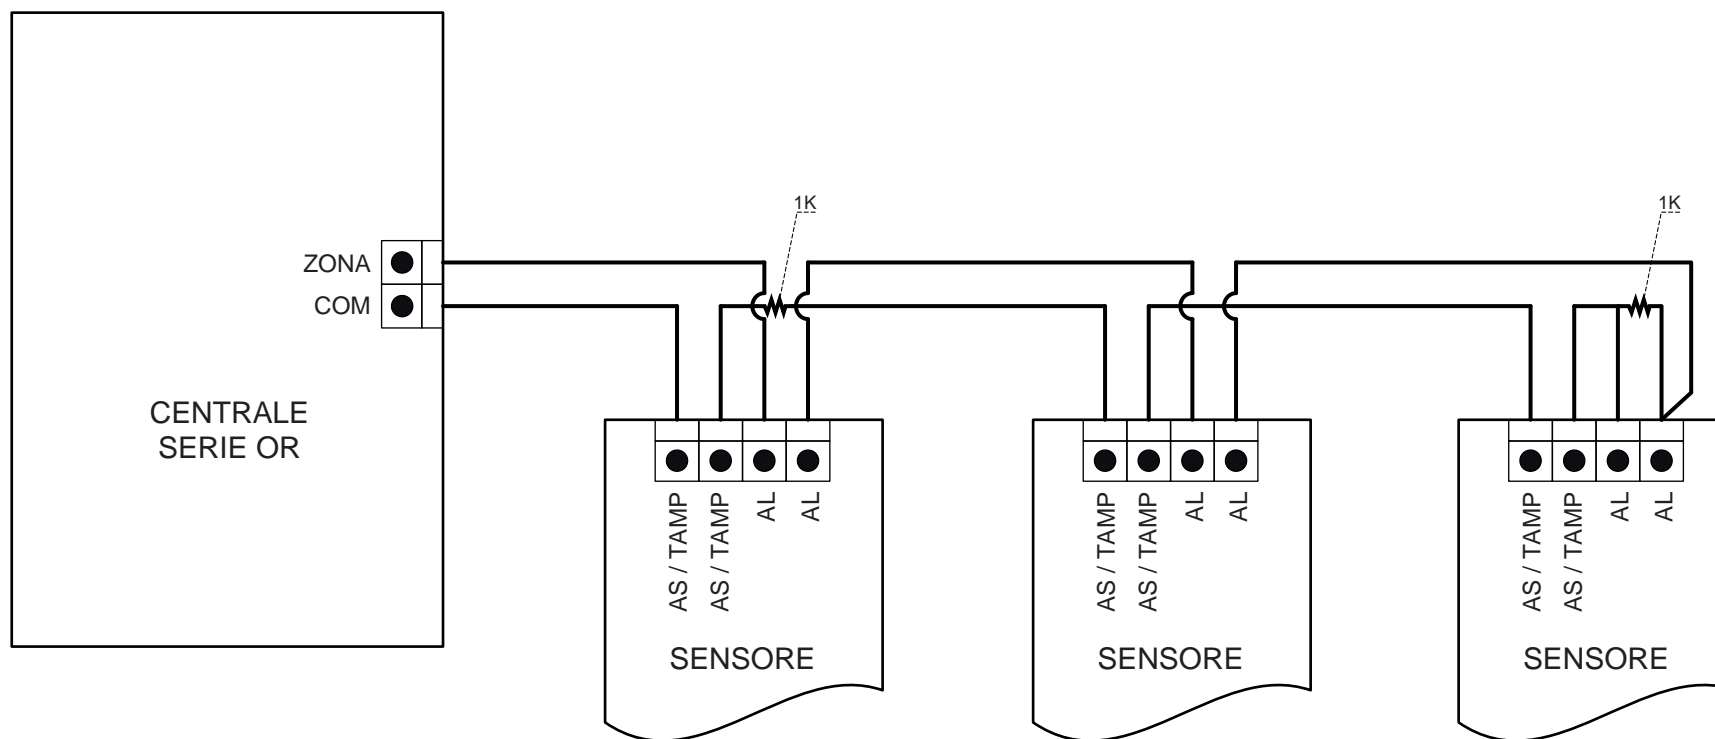 1K
1K
ZONA
COM
CENTRALE
SERIE OR
AS / TAMP
AS / TAMP
AL
AL
SENSORE
AS / TAMP
AS / TAMP
AL
AL
SENSORE
AS / TAMP
AS / TAMP
AL
AL
SENSORE